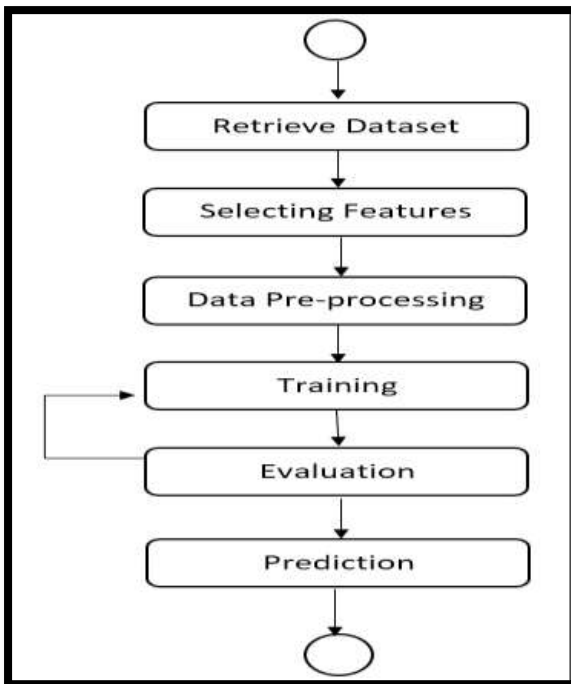 Retrieve Dataset
Selecting Features
Data Pre-processing
Training
Evaluation
Prediction